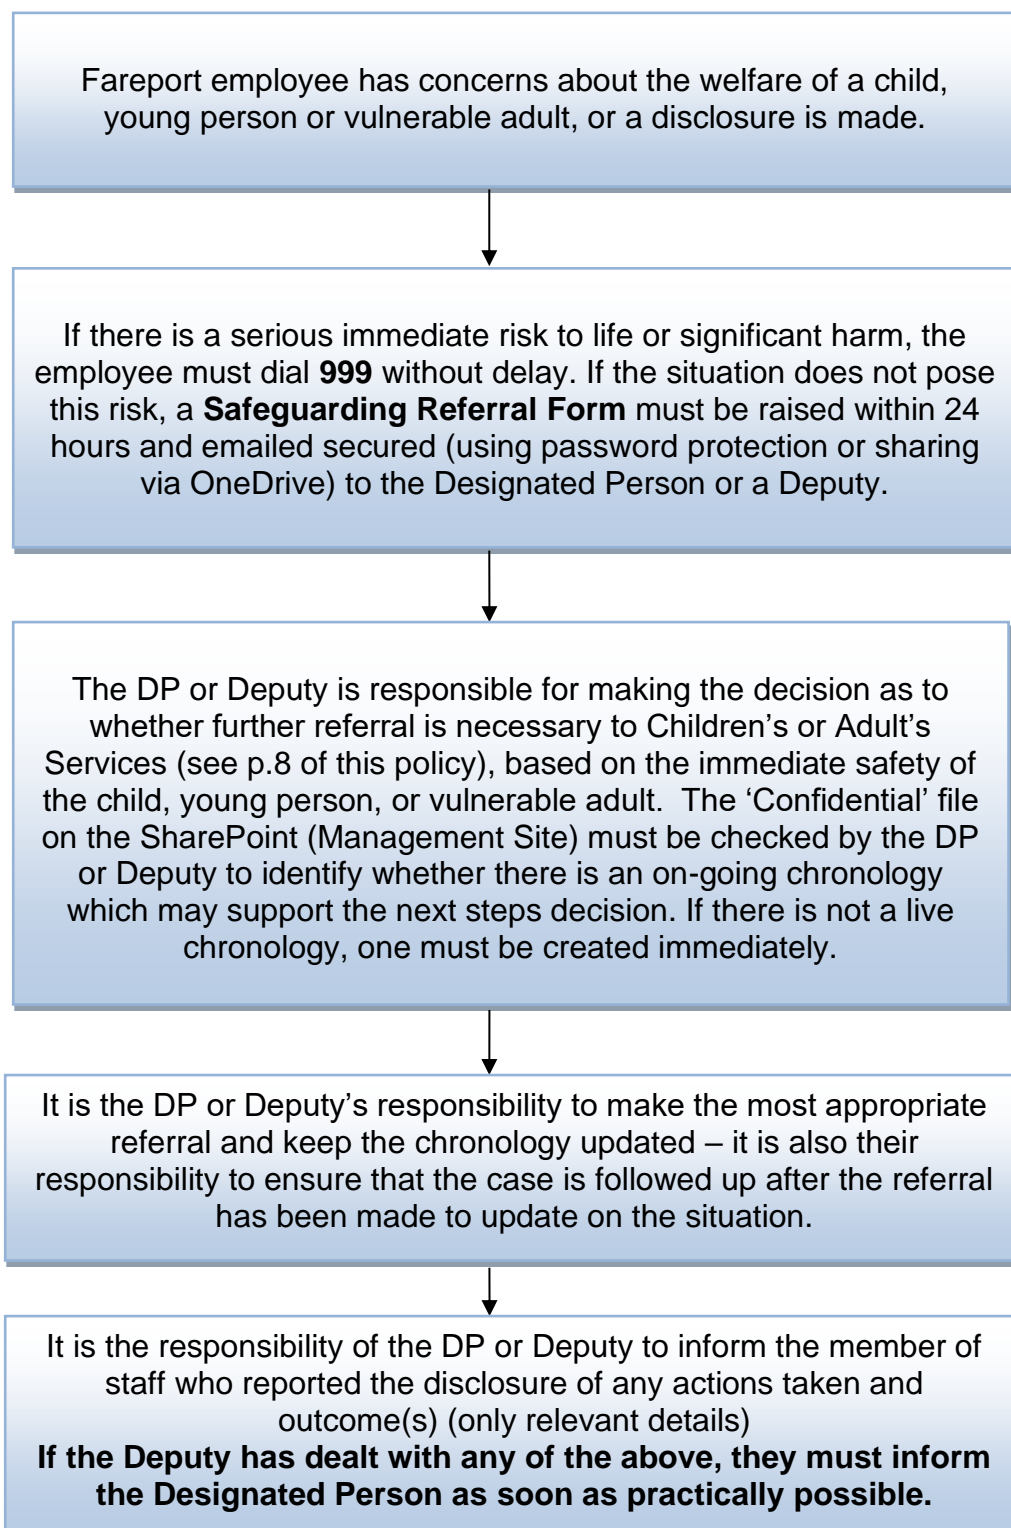 Fareport employee has concerns about the welfare of a child,
young person or vulnerable adult, or a disclosure is made.
If there is a serious immediate risk to life or significant harm, the
employee must dial 999 without delay. If the situation does not pose
this risk, a Safeguarding Referral Form must be raised within 24
hours and emailed secured (using password protection or sharing
via OneDrive) to the Designated Person or a Deputy.
The DP or Deputy is responsible for making the decision as to
whether further referral is necessary to Children’s or Adult’s
Services (see p.8 of this policy), based on the immediate safety of
the child, young person, or vulnerable adult.  The ‘Confidential’ file
on the SharePoint (Management Site) must be checked by the DP
or Deputy to identify whether there is an on-going chronology
which may support the next steps decision. If there is not a live
chronology, one must be created immediately.
It is the DP or Deputy’s responsibility to make the most appropriate
referral and keep the chronology updated – it is also their
responsibility to ensure that the case is followed up after the referral
has been made to update on the situation.
It is the responsibility of the DP or Deputy to inform the member of
staff who reported the disclosure of any actions taken and
outcome(s) (only relevant details)
If the Deputy has dealt with any of the above, they must inform
the Designated Person as soon as practically possible.